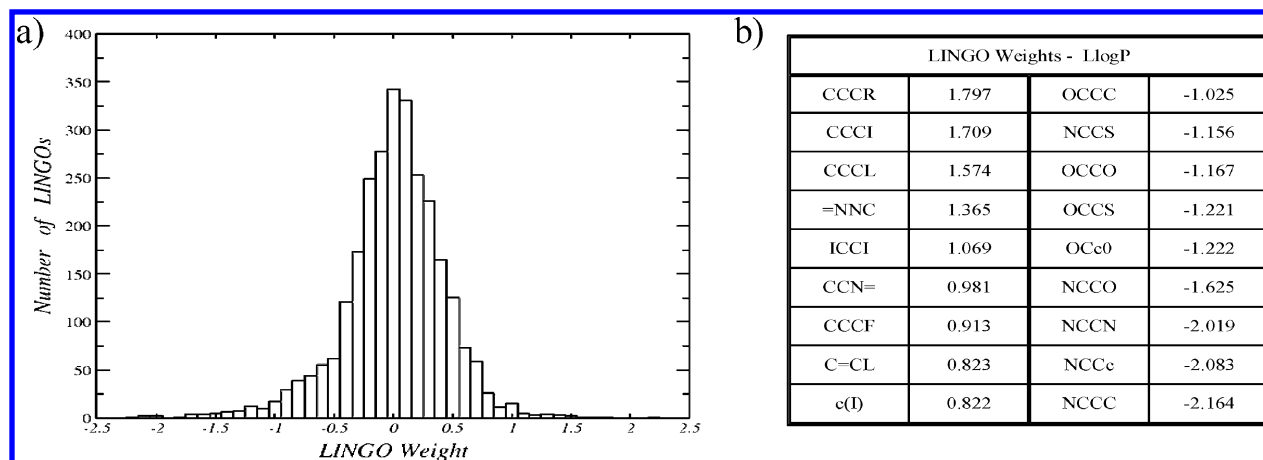 a)
400
350
300
250
200
150
100
50
0
Number of LINGOs
-2.5 -2 -1.5 -1 -0.5 0 0.5 1 1.5 2 2.5
LINGO Weight
b)
LINGO Weights - LlogP
CCCR 1.797 OCCC -1.025
CCCI 1.709 NCCS -1.156
CCCL 1.574 OCCO -1.167
=NNC 1.365 OCCS -1.221
ICCI 1.069 OCc0 -1.222
CCN= 0.981 NCCO -1.625
CCCF 0.913 NCCN -2.019
C=CL 0.823 NCCc -2.083
c(I) 0.822 NCCC -2.164